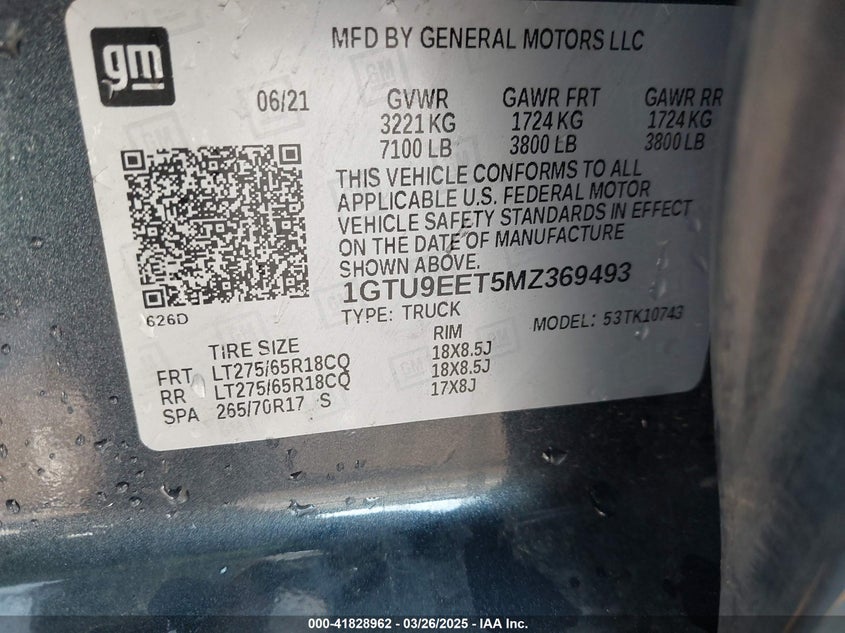 gm
MFD BY GENERAL MOTORS LLC
06/21
GVWR GAWR FRT GAWR RR
3221 KG 1724 KG 1724 KG
7100 LB 3800 LB 3800 LB
THIS VEHICLE CONFORMS TO ALL
APPLICABLE U.S. FEDERAL MOTOR
VEHICLE SAFETY STANDARDS IN EFFECT
ON THE DATE OF MANUFACTURE
SHOWN ABOVE.
1GTU9EET5MZ369493
626D
TYPE: TRUCK MODEL: 53TK10743
TIRE SIZE RIM
FRT LT275/65R18CQ 18X8.5J
RR LT275/65R18CQ 18X8.5J
SPA 265/70R17 S 17X8J
000-41828962 - 03/26/2025 - IAA Inc.